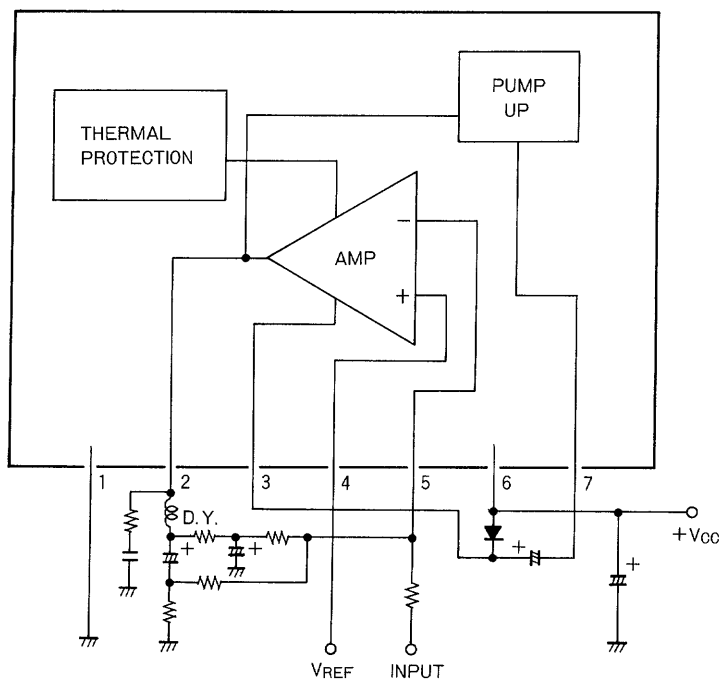 PUMP
UP
THERMAL
PROTECTION
−
AMP
+
1 2 3 4 5 6 7
D.Y.
+
+
+
+
+VCC
VREF
INPUT